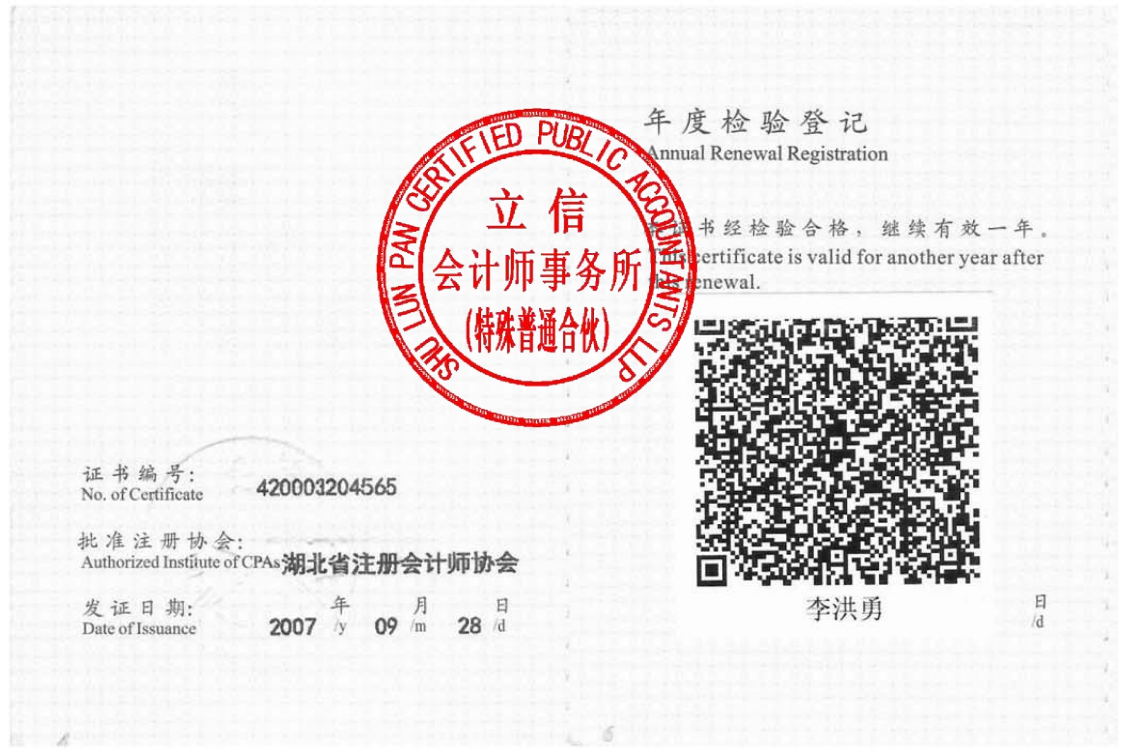 证书编号:
No. of Certificate
420003204565
批准注册协会:
Authorized Institute of CPAs 湖北省注册会计师协会
发证日期:
Date of Issuance
2007 年 /y 09 月 /m 28 日 /d
SHU LUN PAN CERTIFIED PUBLIC ACCOUNTANTS LLP
立信
会计师事务所
(特殊普通合伙)
年度检验登记
Annual Renewal Registration
证书经检验合格，继续有效一年。
This certificate is valid for another year after
this renewal.
李洪勇
日
/d
6